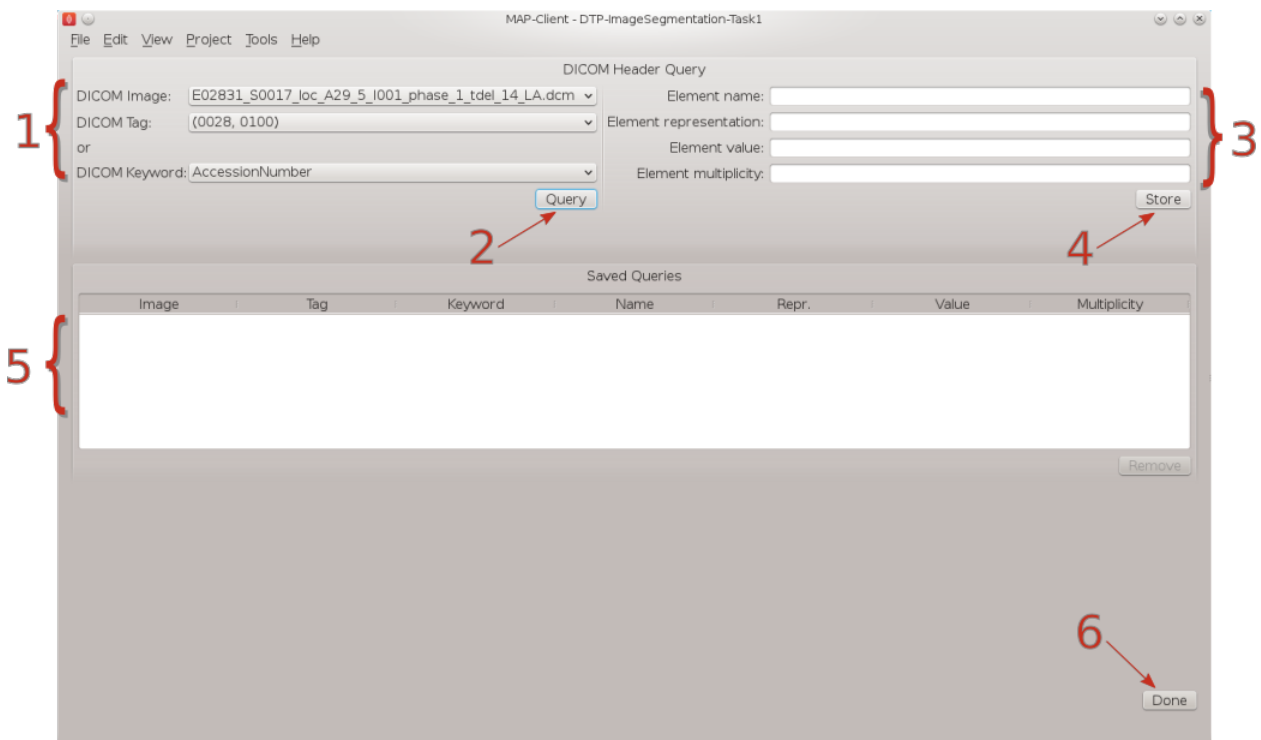 MAP-Client - DTP-ImageSegmentation-Task1
File Edit View Project Tools Help
DICOM Header Query
1
DICOM Image: E02831_S0017_loc_A29_5_I001_phase_1_tdel_14_LA.dcm
DICOM Tag: (0028, 0100)
or
DICOM Keyword: AccessionNumber
Query
2
Element name:
Element representation:
Element value:
Element multiplicity:
3
Store
4
Saved Queries
Image Tag Keyword Name Repr. Value Multiplicity
5
Remove
6
Done